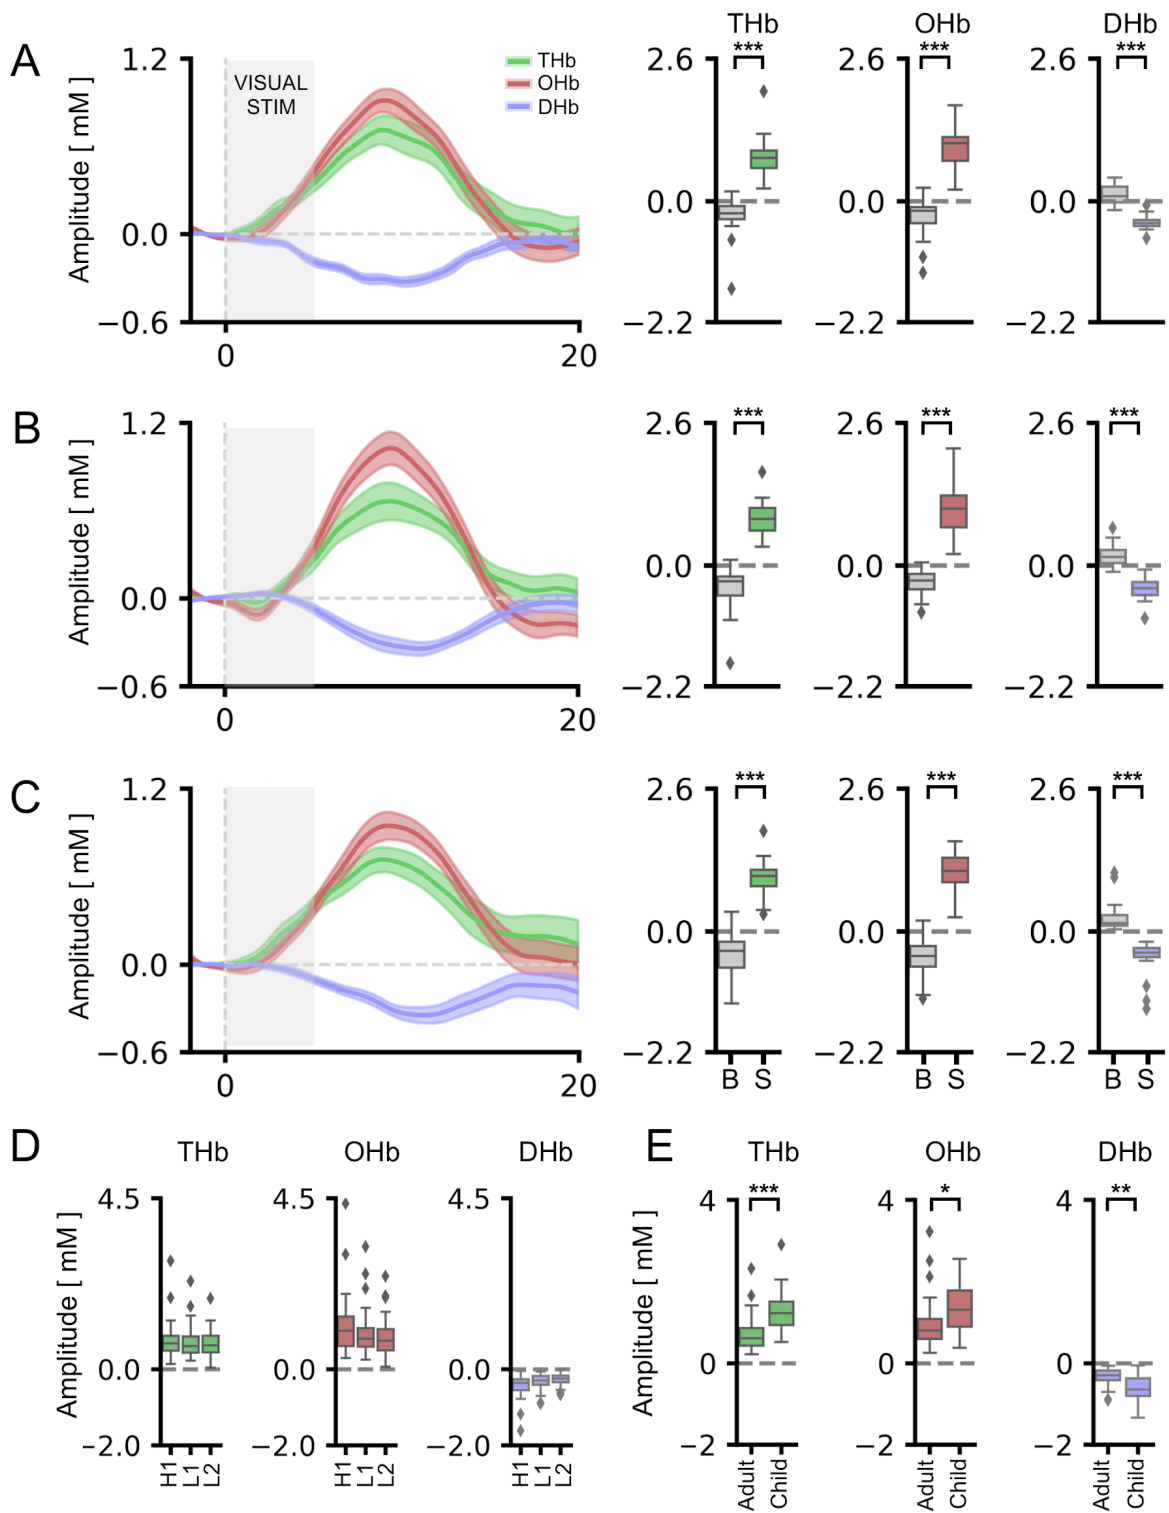 A
Amplitude [ mM ]
1.2
0.0
−0.6
0
20
VISUAL
STIM
THb
OHb
DHb
THb
***
2.6
0.0
−2.2
OHb
***
2.6
0.0
−2.2
DHb
***
2.6
0.0
−2.2
B
Amplitude [ mM ]
1.2
0.0
−0.6
0
20
***
2.6
0.0
−2.2
***
2.6
0.0
−2.2
***
2.6
0.0
−2.2
C
Amplitude [ mM ]
1.2
0.0
−0.6
0
20
***
2.6
0.0
−2.2
B S
***
2.6
0.0
−2.2
B S
***
2.6
0.0
−2.2
B S
D
Amplitude [ mM ]
THb
4.5
0.0
−2.0
H1
L1
L2
OHb
4.5
0.0
−2.0
H1
L1
L2
DHb
4.5
0.0
−2.0
H1
L1
L2
E
Amplitude [ mM ]
THb
***
4
0
−2
Adult
Child
OHb
*
4
0
−2
Adult
Child
DHb
**
4
0
−2
Adult
Child